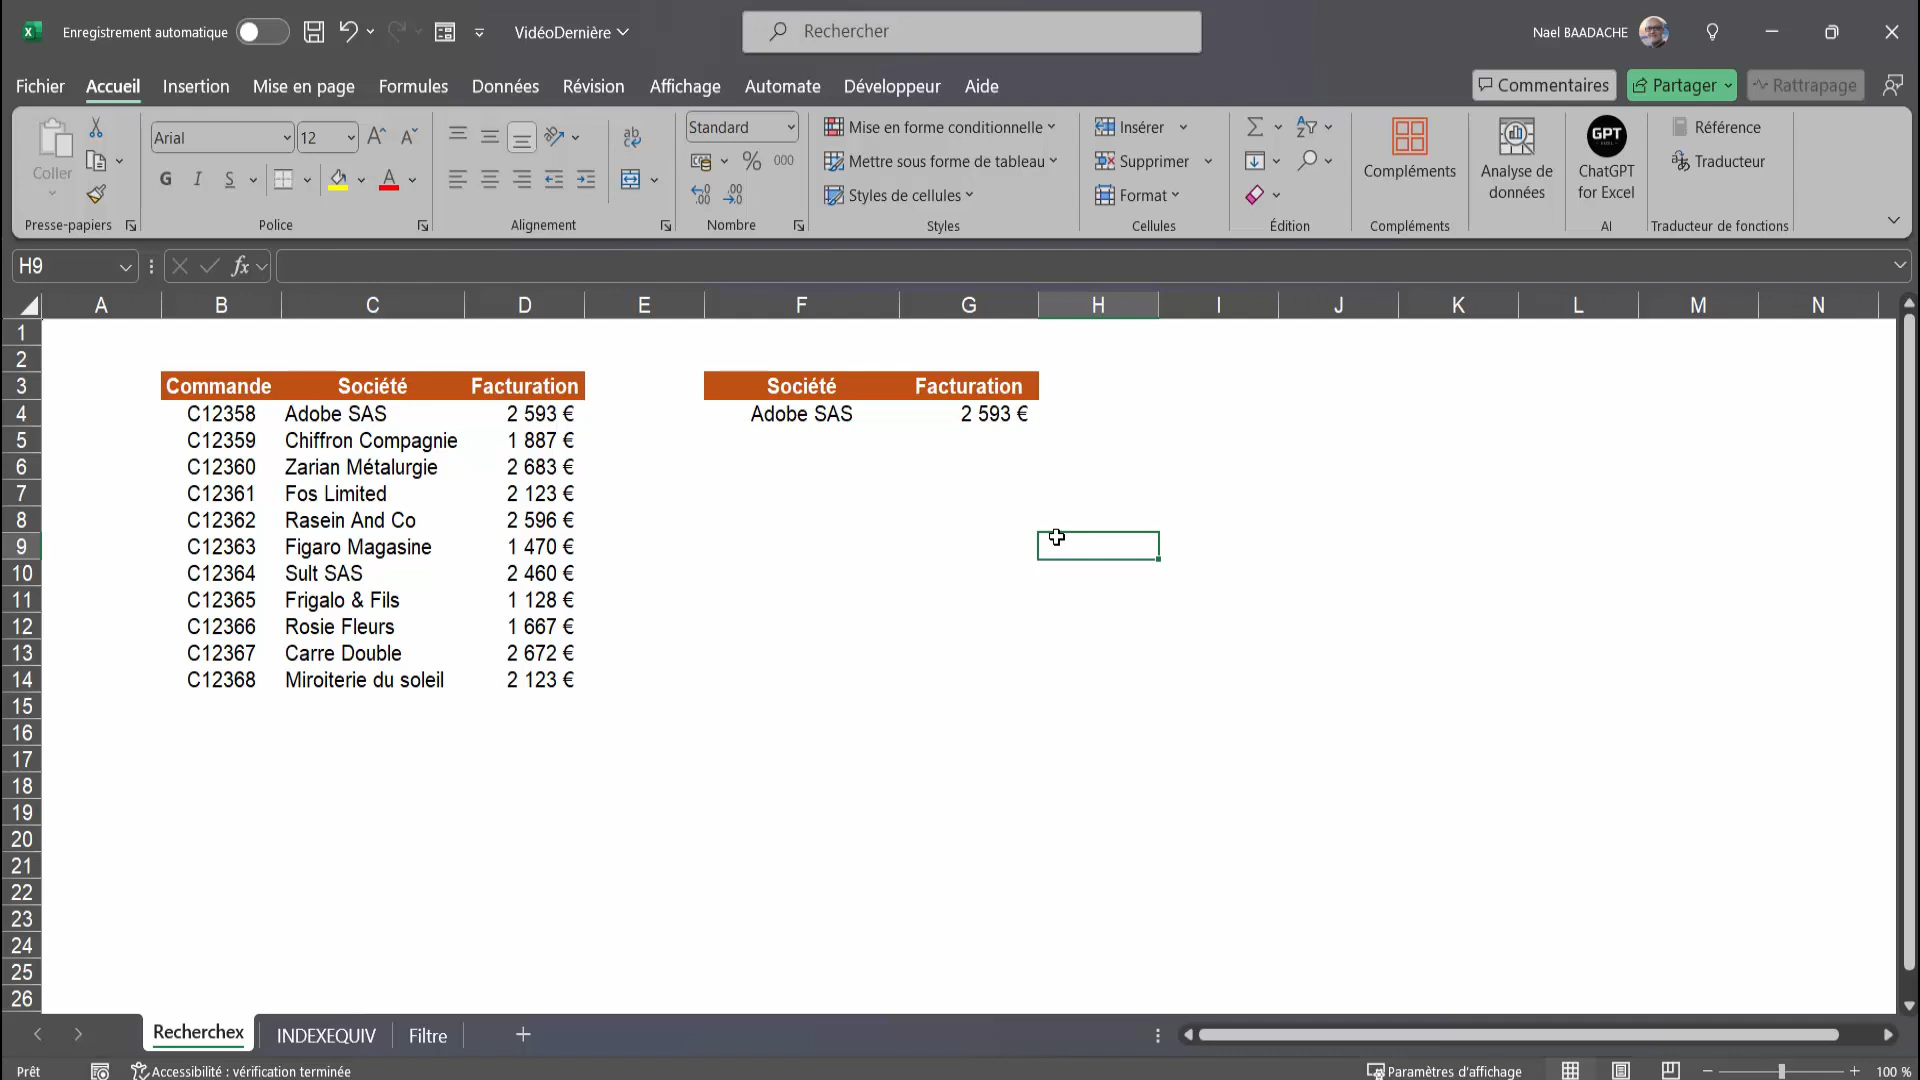 Enregistrement automatique VidéoDernière Rechercher Nael BAADACHE
Fichier Accueil Insertion Mise en page Formules Données Révision Affichage Automate Développeur Aide Commentaires Partager Rattrapage
Coller
Presse-papiers
Arial 12
G I S A
Police
ab
Alignement
Standard
% 000
Nombre
Mise en forme conditionnelle
Mettre sous forme de tableau
Styles de cellules
Styles
Insérer
Supprimer
Format
Cellules
Édition
Compléments
Compléments
Analyse de
données
GPT
ChatGPT
for Excel
AI
Référence
Traducteur
Traducteur de fonctions
H9 fx
A B C D E F G H I J K L M N
1
2
3 Commande Société Facturation Société Facturation
4 C12358 Adobe SAS 2 593 € Adobe SAS 2 593 €
5 C12359 Chiffron Compagnie 1 887 €
6 C12360 Zarian Métalurgie 2 683 €
7 C12361 Fos Limited 2 123 €
8 C12362 Rasein And Co 2 596 €
9 C12363 Figaro Magasine 1 470 €
10 C12364 Sult SAS 2 460 €
11 C12365 Frigalo & Fils 1 128 €
12 C12366 Rosie Fleurs 1 667 €
13 C12367 Carre Double 2 672 €
14 C12368 Miroiterie du soleil 2 123 €
15
16
17
18
19
20
21
22
23
24
25
26
Recherchex INDEXEQUIV Filtre
Prêt Accessibilité : vérification terminée Paramètres d'affichage 100 %